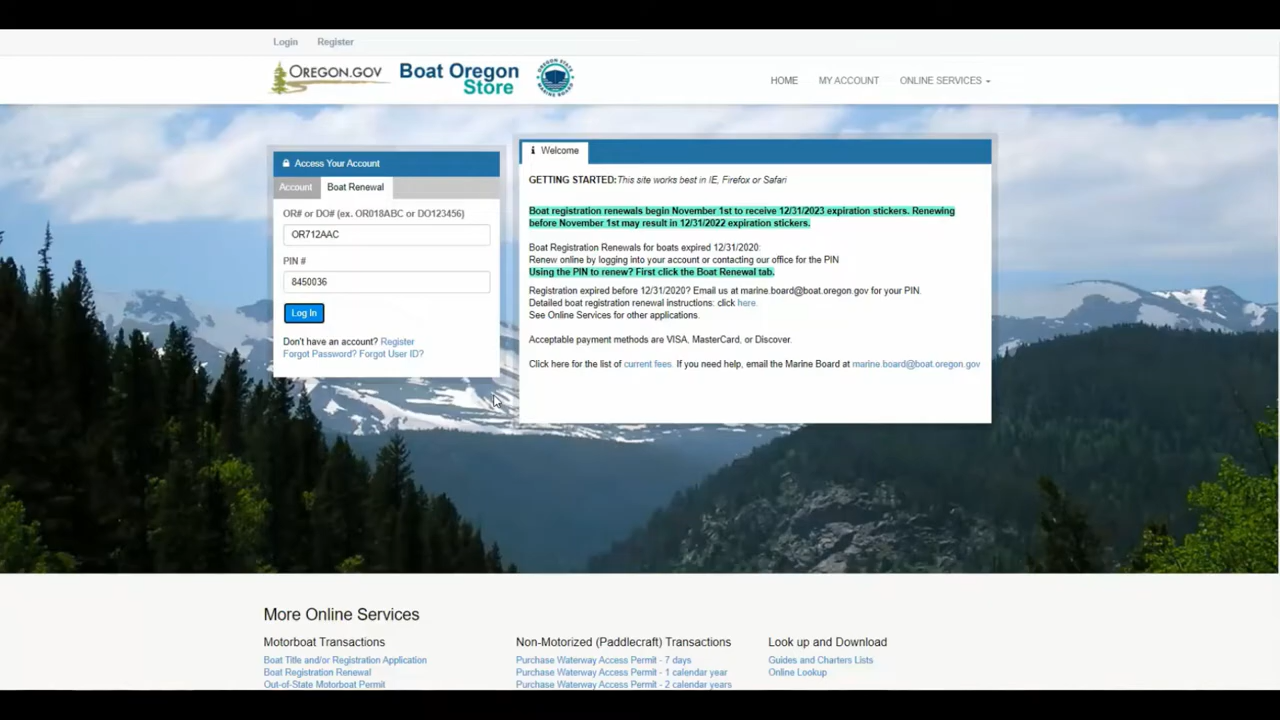 Login Register
OREGON.GOV Boat Oregon Store
HOME MY ACCOUNT ONLINE SERVICES
Access Your Account
Account Boat Renewal
OR# or DO# (ex. OR018ABC or DO123456)
OR712AAC
PIN #
8450036
Log In
Don't have an account? Register
Forgot Password? Forgot User ID?
Welcome
GETTING STARTED: This site works best in IE, Firefox or Safari
Boat registration renewals begin November 1st to receive 12/31/2023 expiration stickers. Renewing
before November 1st may result in 12/31/2022 expiration stickers.
Boat Registration Renewals for boats expired 12/31/2020:
Renew online by logging into your account or contacting our office for the PIN
Using the PIN to renew? First click the Boat Renewal tab.
Registration expired before 12/31/2020? Email us at marine.board@boat.oregon.gov for your PIN.
Detailed boat registration renewal instructions: click here.
See Online Services for other applications.
Acceptable payment methods are VISA, MasterCard, or Discover.
Click here for the list of current fees. If you need help, email the Marine Board at marine.board@boat.oregon.gov
More Online Services
Motorboat Transactions
Boat Title and/or Registration Application
Boat Registration Renewal
Out-of-State Motorboat Permit
Non-Motorized (Paddlecraft) Transactions
Purchase Waterway Access Permit - 7 days
Purchase Waterway Access Permit - 1 calendar year
Purchase Waterway Access Permit - 2 calendar years
Look up and Download
Guides and Charters Lists
Online Lookup